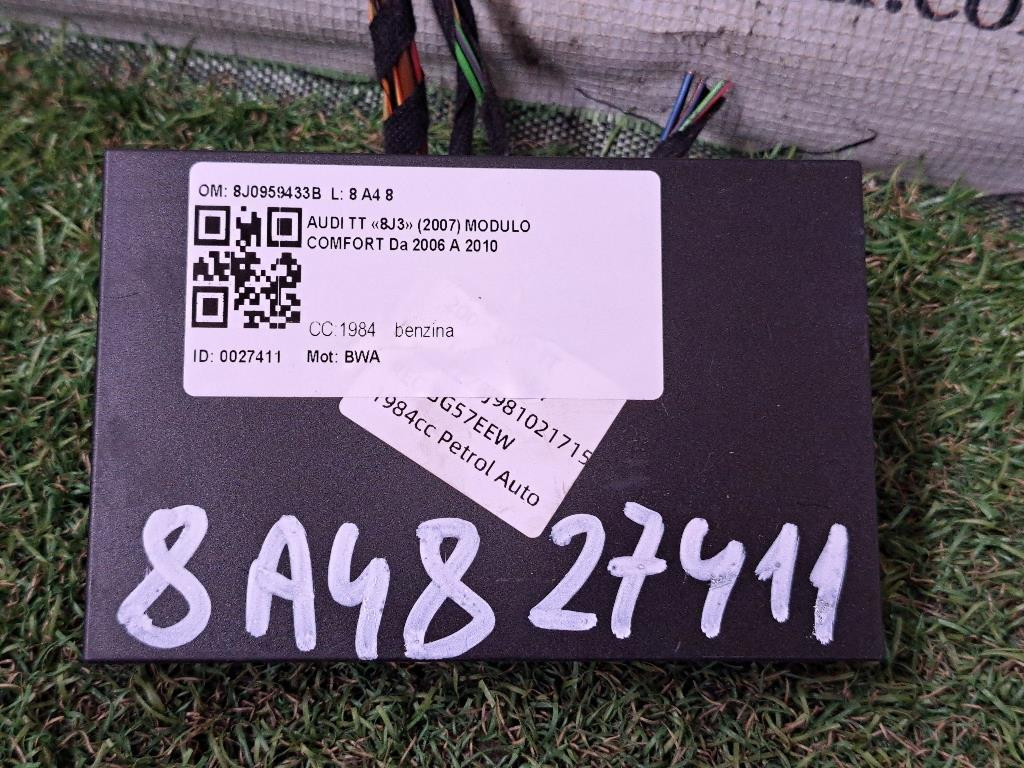 OM: 8J0959433B L: 8 A4 8
AUDI TT «8J3» (2007) MODULO
COMFORT Da 2006 A 2010
CC:1984 benzina
ID: 0027411 Mot: BWA
J981021715
G57EEW
1984cc Petrol Auto
8A48 27411